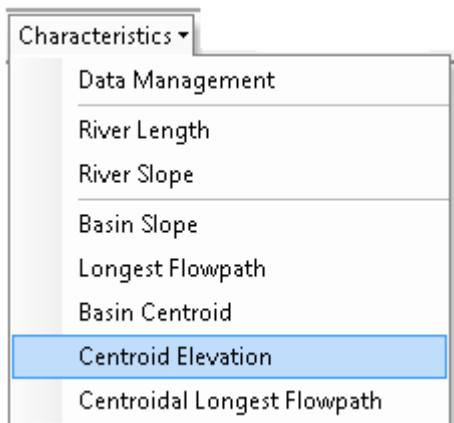 Characteristics ▾
Data Management
River Length
River Slope
Basin Slope
Longest Flowpath
Basin Centroid
Centroid Elevation
Centroidal Longest Flowpath